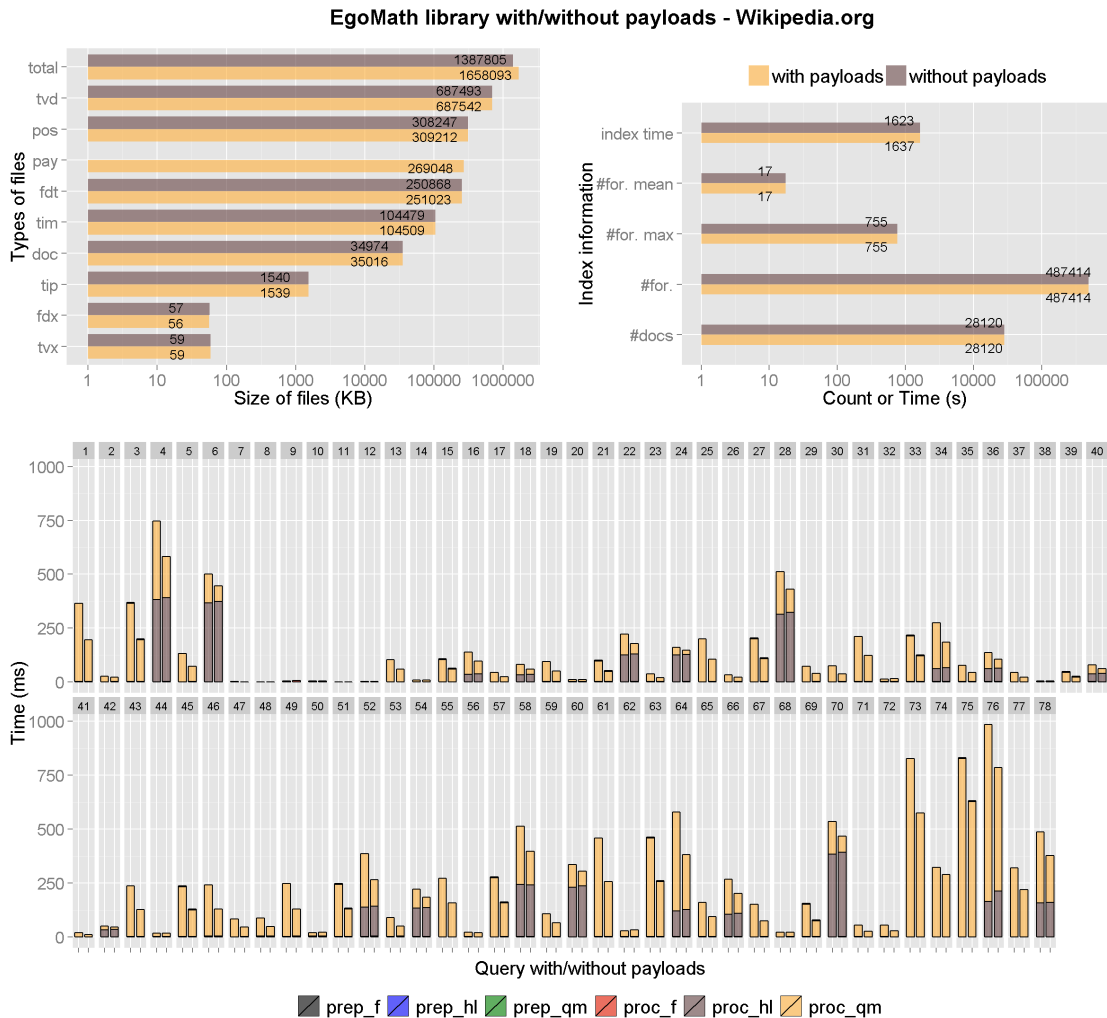 EgoMath library with/without payloads - Wikipedia.org
Types of files
total
1387805
1658093
tvd
687493
687542
pos
308247
309212
pay
269048
fdt
250868
251023
tim
104479
104509
doc
34974
35016
tip
1540
1539
fdx
57
56
tvx
59
59
1 10 100 1000 10000 100000 1000000
Size of files (KB)
with payloads without payloads
Index information
index time
1623
1637
#for. mean
17
17
#for. max
755
755
#for.
487414
487414
#docs
28120
28120
1 10 100 1000 10000 100000
Count or Time (s)
Time (ms)
1 2 3 4 5 6 7 8 9 10 11 12 13 14 15 16 17 18 19 20 21 22 23 24 25 26 27 28 29 30 31 32 33 34 35 36 37 38 39 40
1000
750
500
250
0
41 42 43 44 45 46 47 48 49 50 51 52 53 54 55 56 57 58 59 60 61 62 63 64 65 66 67 68 69 70 71 72 73 74 75 76 77 78
1000
750
500
250
0
Query with/without payloads
prep_f prep_hl prep_qm proc_f proc_hl proc_qm